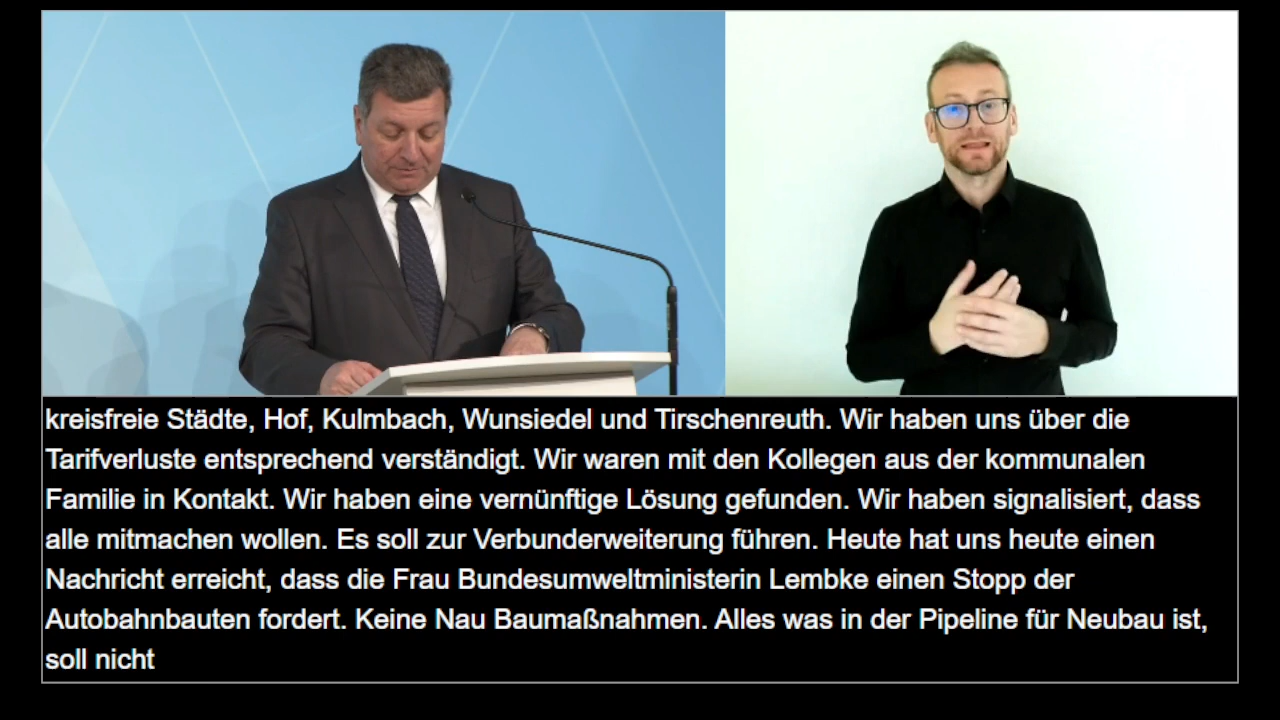 kreisfreie Städte, Hof, Kulmbach, Wunsiedel und Tirschenreuth. Wir haben uns über die
Tarifverluste entsprechend verständigt. Wir waren mit den Kollegen aus der kommunalen
Familie in Kontakt. Wir haben eine vernünftige Lösung gefunden. Wir haben signalisiert, dass
alle mitmachen wollen. Es soll zur Verbunderweiterung führen. Heute hat uns heute einen
Nachricht erreicht, dass die Frau Bundesumweltministerin Lembke einen Stopp der
Autobahnbauten fordert. Keine Nau Baumaßnahmen. Alles was in der Pipeline für Neubau ist,
soll nicht